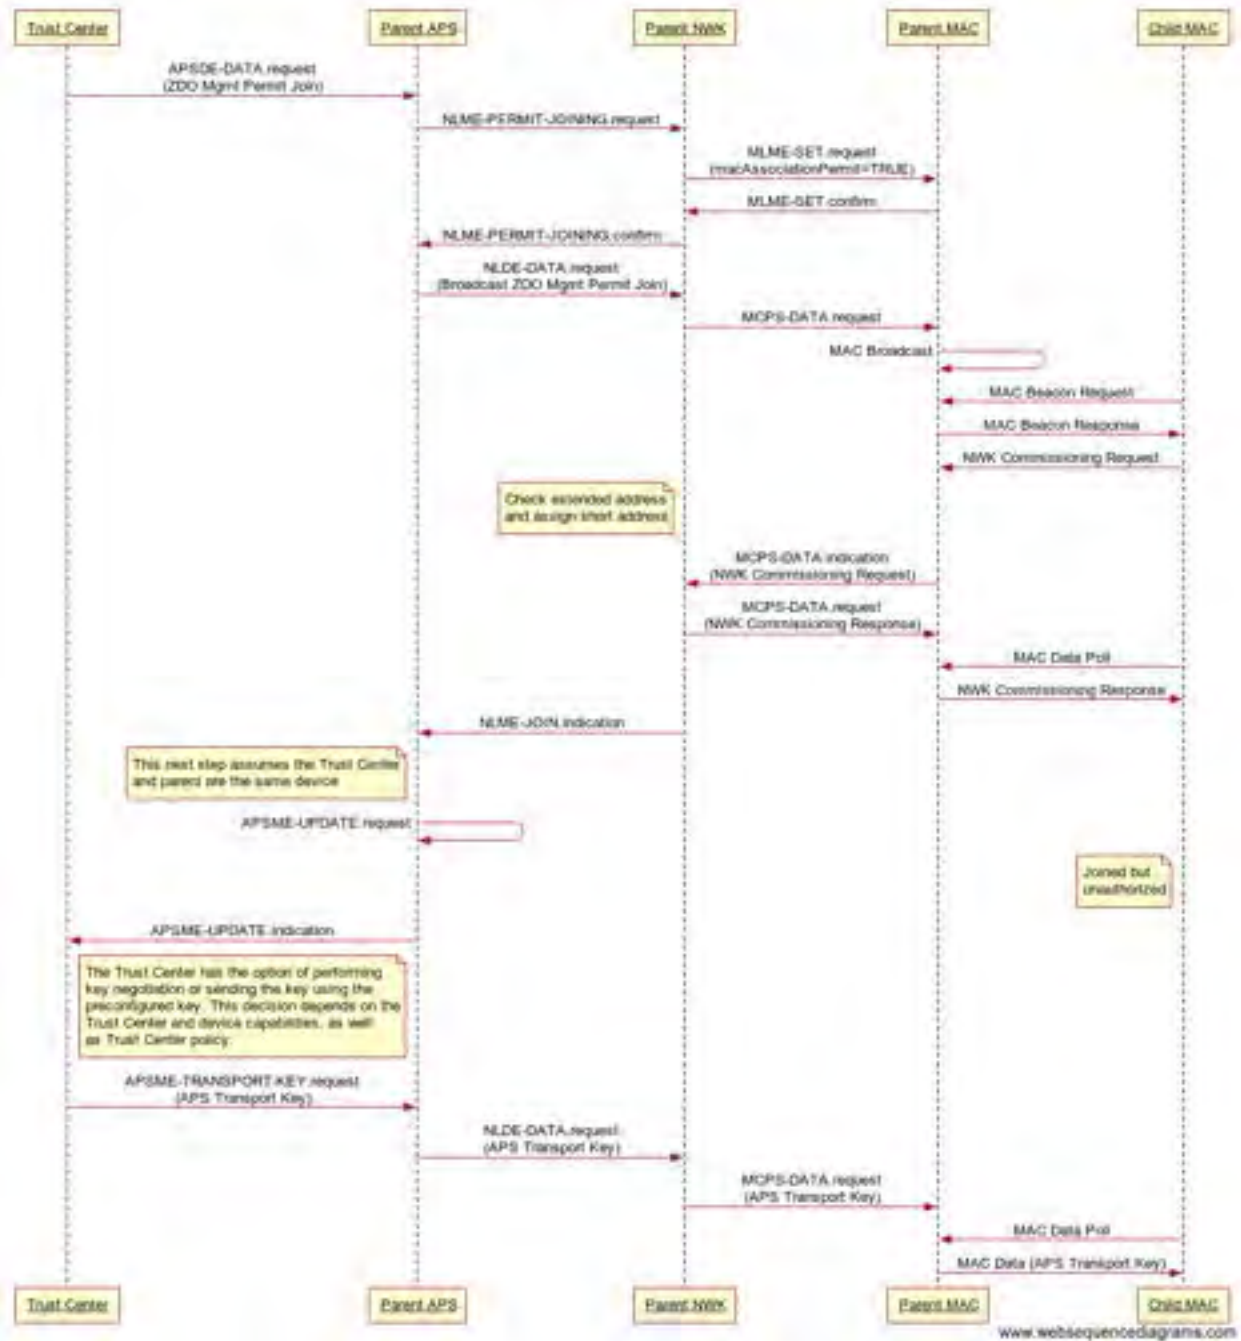 Trust Center
Parent APS
Parent NWK
Parent MAC
Child MAC
APSDE-DATA.request
(ZDO Mgmt Permit Join)
NLME-PERMIT-JOINING.request
MLME-SET.request
(macAssociationPermit=TRUE)
MLME-SET.confirm
NLME-PERMIT-JOINING.confirm
NLDE-DATA.request
(Broadcast ZDO Mgmt Permit Join)
MCPS-DATA.request
MAC Broadcast
MAC Beacon Request
MAC Beacon Response
NWK Commissioning Request
Check extended address
and assign short address
MCPS-DATA.indication
(NWK Commissioning Request)
MCPS-DATA.request
(NWK Commissioning Response)
MAC Data Poll
NWK Commissioning Response
NLME-JOIN.indication
This next step assumes the Trust Center
and parent are the same device
APSME-UPDATE.request
Joined but
unauthorized
APSME-UPDATE.indication
The Trust Center has the option of performing
key negotiation or sending the key using the
preconfigured key. This decision depends on the
Trust Center and device capabilities, as well
as Trust Center policy.
APSME-TRANSPORT-KEY.request
(APS Transport Key)
NLDE-DATA.request
(APS Transport Key)
MCPS-DATA.request
(APS Transport Key)
MAC Data Poll
MAC Data (APS Transport Key)
Trust Center
Parent APS
Parent NWK
Parent MAC
Child MAC
www.websequencediagrams.com